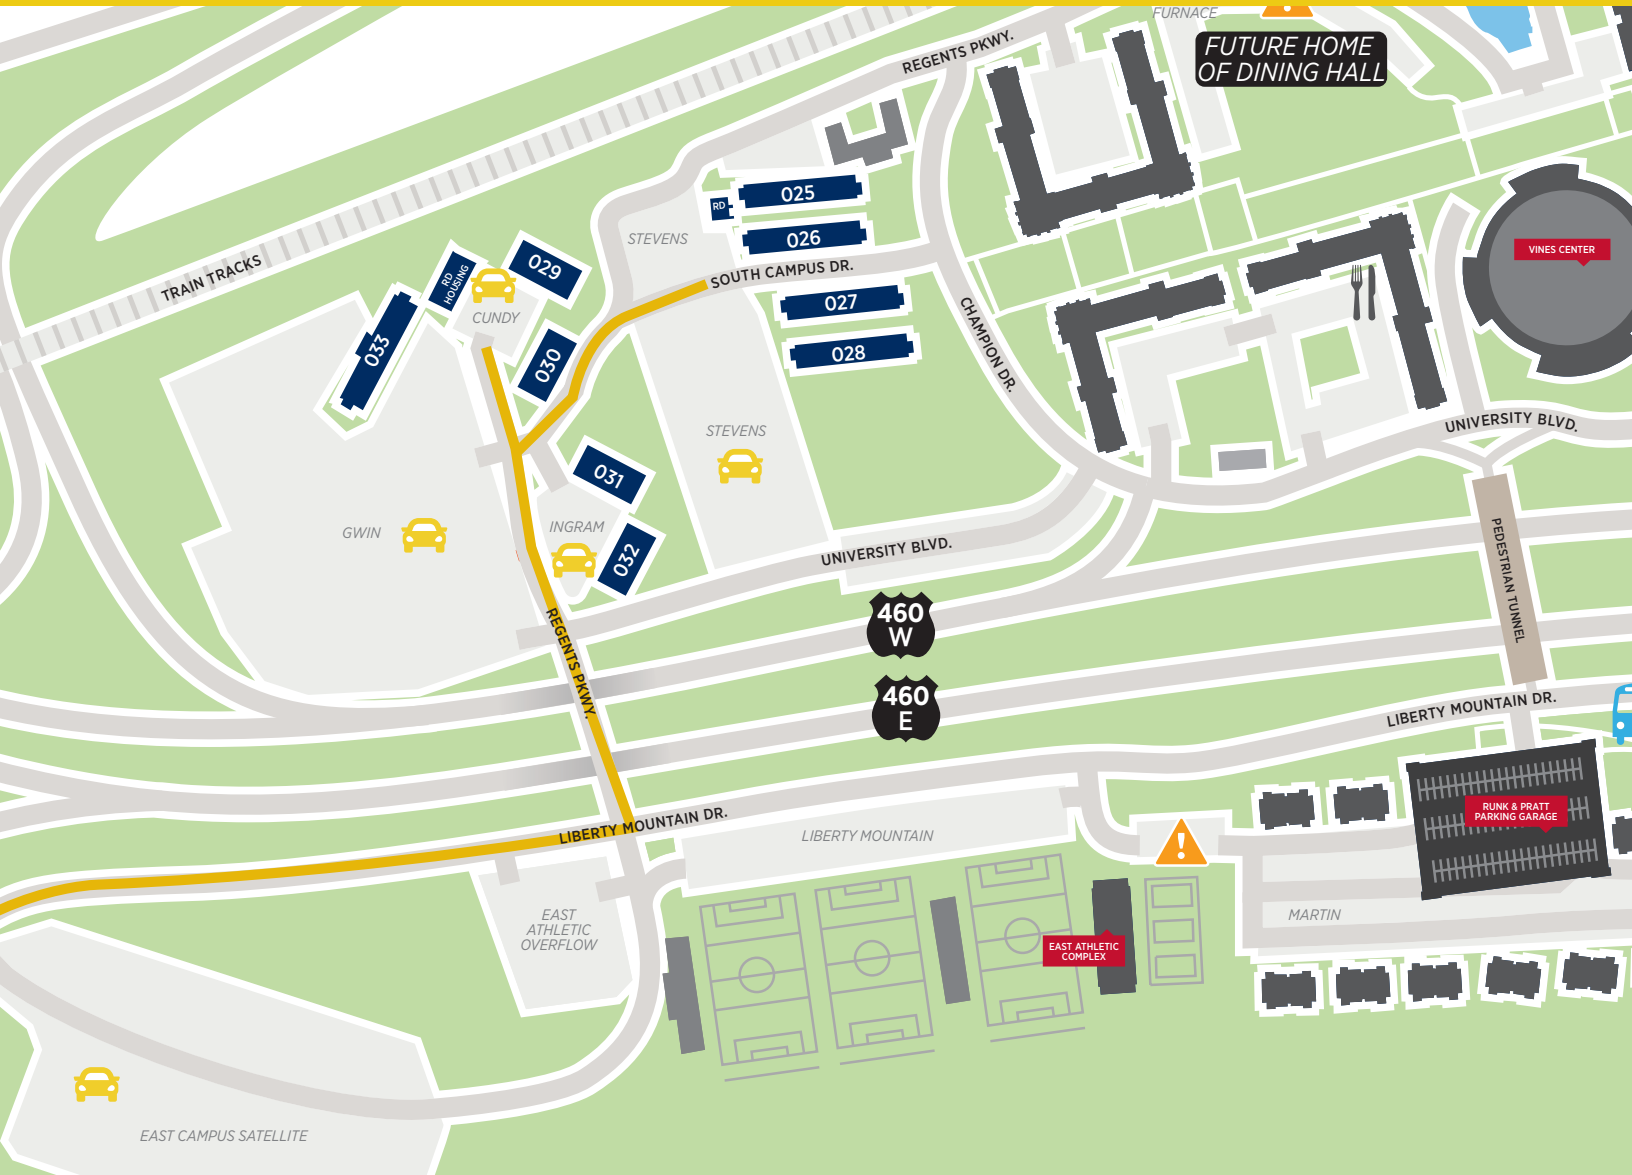 FURNACE
FUTURE HOME
OF DINING HALL
REGENTS PKWY.
025
RD
026
STEVENS
SOUTH CAMPUS DR.
VINES CENTER
029
RD
HOUSING
TRAIN TRACKS
CUNDY
027
CHAMPION DR.
033
030
028
UNIVERSITY BLVD.
STEVENS
031
INGRAM
GWIN
032
UNIVERSITY BLVD.
PEDESTRIAN TUNNEL
460
W
REGENTS PKWY.
460
E
LIBERTY MOUNTAIN DR.
RUNK & PRATT
PARKING GARAGE
LIBERTY MOUNTAIN DR.
LIBERTY MOUNTAIN
!
EAST
ATHLETIC
OVERFLOW
MARTIN
EAST ATHLETIC
COMPLEX
EAST CAMPUS SATELLITE